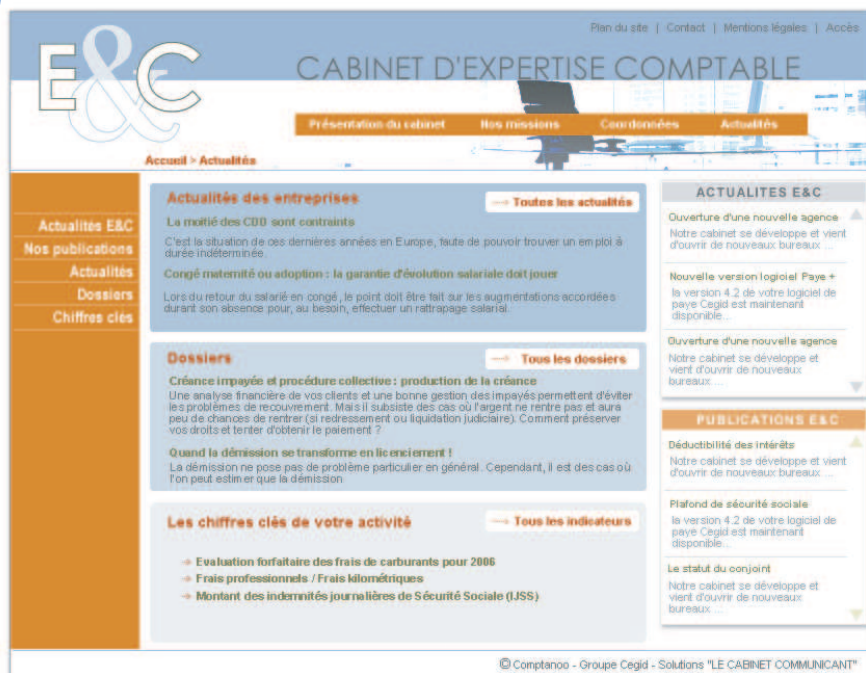 Plan du site | Contact | Mentions légales | Accès
E&C
CABINET D'EXPERTISE COMPTABLE
Présentation du cabinet Nos missions Coordonnées Actualités
Accueil > Actualités
Actualités E&C
Nos publications
Actualités
Dossiers
Chiffres clés
Actualités des entreprises
→ Toutes les actualités
La moitié des CDD sont contraints
C'est la situation de ces dernières années en Europe, faute de pouvoir trouver un emploi à
durée indéterminée.
Congé maternité ou adoption : la garantie d'évolution salariale doit jouer
Lors du retour du salarié en congé, le point doit être fait sur les augmentations accordées
durant son absence pour, au besoin, effectuer un rattrapage salarial.
Dossiers
→ Tous les dossiers
Créance impayée et procédure collective : production de la créance
Une analyse financière de vos clients et une bonne gestion des impayés permettent d'éviter
les problèmes de recouvrement. Mais il subsiste des cas où l'argent ne rentre pas et aura
peu de chances de rentrer (si redressement ou liquidation judiciaire). Comment préserver
vos droits et tenter d'obtenir le paiement ?
Quand la démission se transforme en licenciement !
La démission ne pose pas de problème particulier en général. Cependant, il est des cas où
l'on peut estimer que la démission
Les chiffres clés de votre activité
→ Tous les indicateurs
→ Evaluation forfaitaire des frais de carburants pour 2006
→ Frais professionnels / Frais kilométriques
→ Montant des indemnités journalières de Sécurité Sociale (IJSS)
ACTUALITES E&C
Ouverture d'une nouvelle agence
Notre cabinet se développe et vient
d'ouvrir de nouveaux bureaux ...
Nouvelle version logiciel Paye +
la version 4.2 de votre logiciel de
paye Cegid est maintenant
disponible...
Ouverture d'une nouvelle agence
Notre cabinet se développe et
vient d'ouvrir de nouveaux
bureaux ...
PUBLICATIONS E&C
Déductibilité des intérêts
Notre cabinet se développe et vient
d'ouvrir de nouveaux bureaux ...
Plafond de sécurité sociale
la version 4.2 de votre logiciel de
paye Cegid est maintenant
disponible...
Le statut du conjoint
Notre cabinet se développe et
vient d'ouvrir de nouveaux
bureaux ...
© Comptanoo - Groupe Cegid - Solutions "LE CABINET COMMUNICANT"